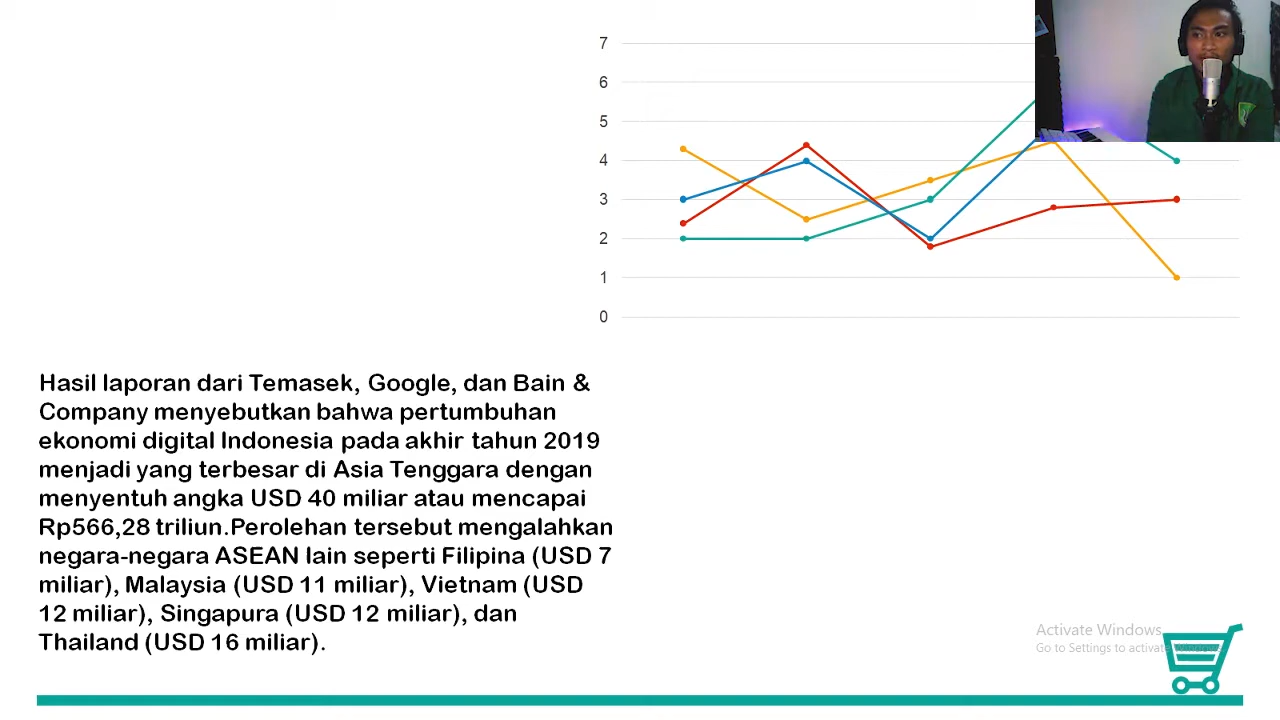 7
6
5
4
3
2
1
0
Hasil laporan dari Temasek, Google, dan Bain &
Company menyebutkan bahwa pertumbuhan
ekonomi digital Indonesia pada akhir tahun 2019
menjadi yang terbesar di Asia Tenggara dengan
menyentuh angka USD 40 miliar atau mencapai
Rp566,28 triliun.Perolehan tersebut mengalahkan
negara-negara ASEAN lain seperti Filipina (USD 7
miliar), Malaysia (USD 11 miliar), Vietnam (USD
12 miliar), Singapura (USD 12 miliar), dan
Thailand (USD 16 miliar).
Activate Windows
Go to Settings to activate Windows.